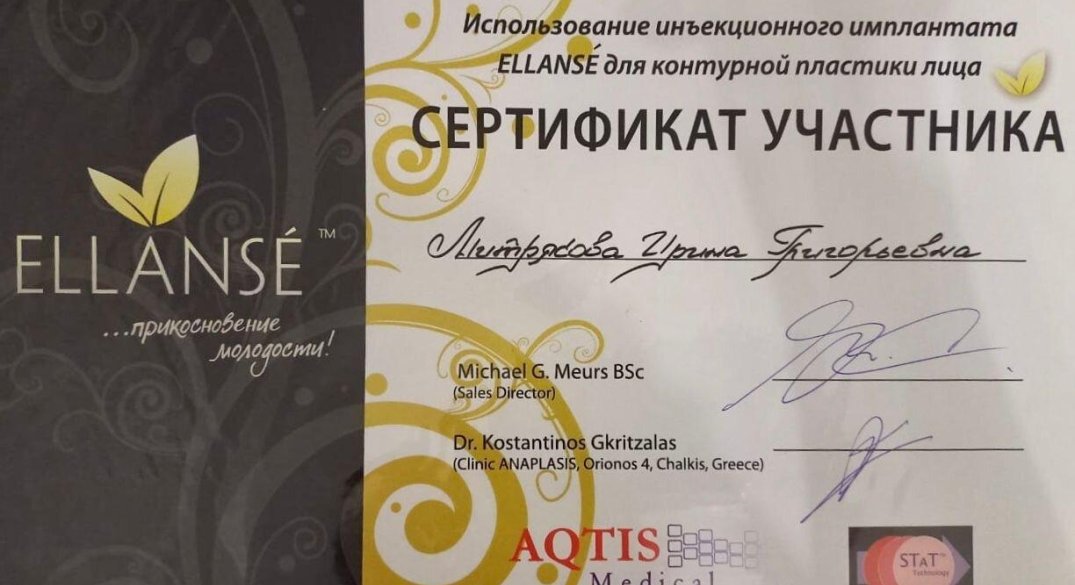 Использование инъекционного имплантата
ELLANSÉ для контурной пластики лица
СЕРТИФИКАТ УЧАСТНИКА
ELLANSÉ™
...прикосновение
молодости!
Митрякова Ирина Григорьевна
Michael G. Meurs BSc
(Sales Director)
Dr. Kostantinos Gkritzalas
(Clinic ANAPLASIS, Orionos 4, Chalkis, Greece)
AQTIS
Medical
STAT™
Technology